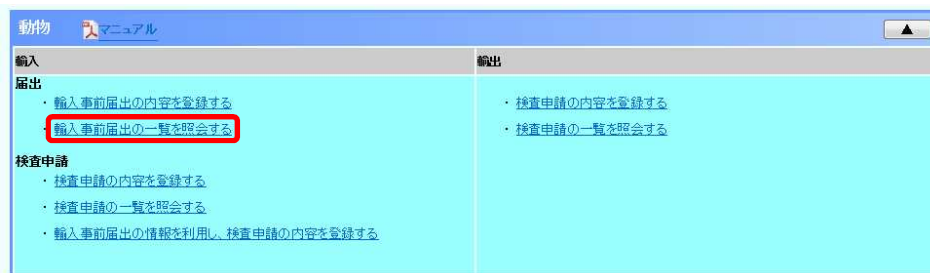 動物 マニュアル ▲
輸入 輸出
届出
・輸入事前届出の内容を登録する
・輸入事前届出の一覧を照会する
検査申請
・検査申請の内容を登録する
・検査申請の一覧を照会する
・輸入事前届出の情報を利用し、検査申請の内容を登録する
・検査申請の内容を登録する
・検査申請の一覧を照会する